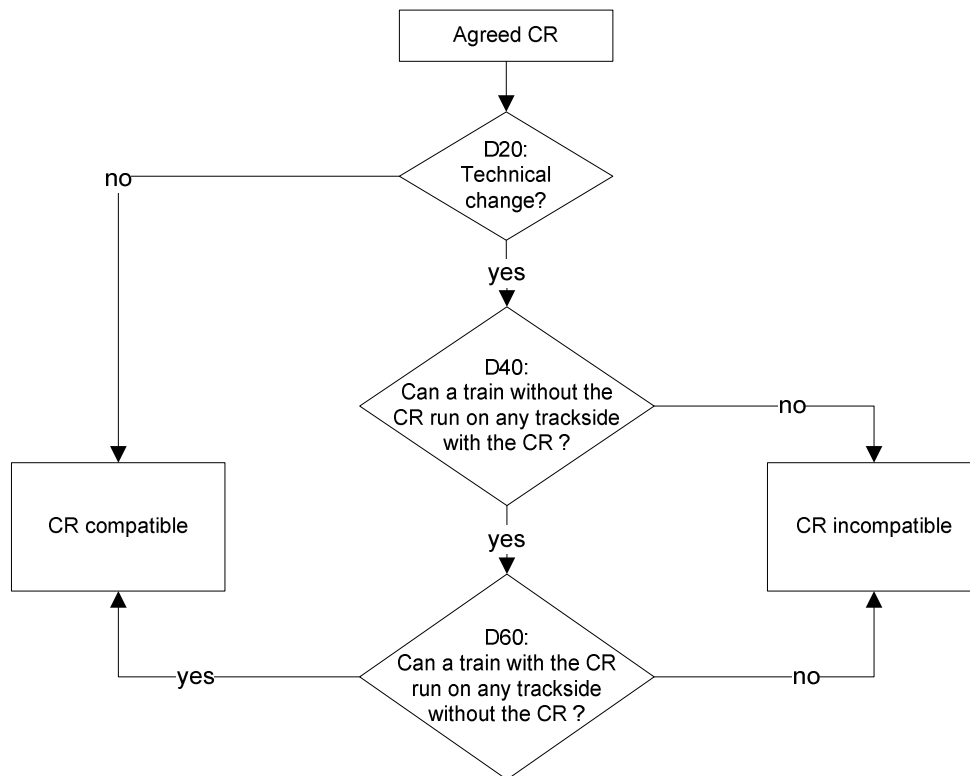 Agreed CR
D20:
Technical
change?
no
yes
D40:
Can a train without the
CR run on any trackside
with the CR ?
no
CR compatible
CR incompatible
yes
D60:
Can a train with the CR
run on any trackside
without the CR ?
yes
no